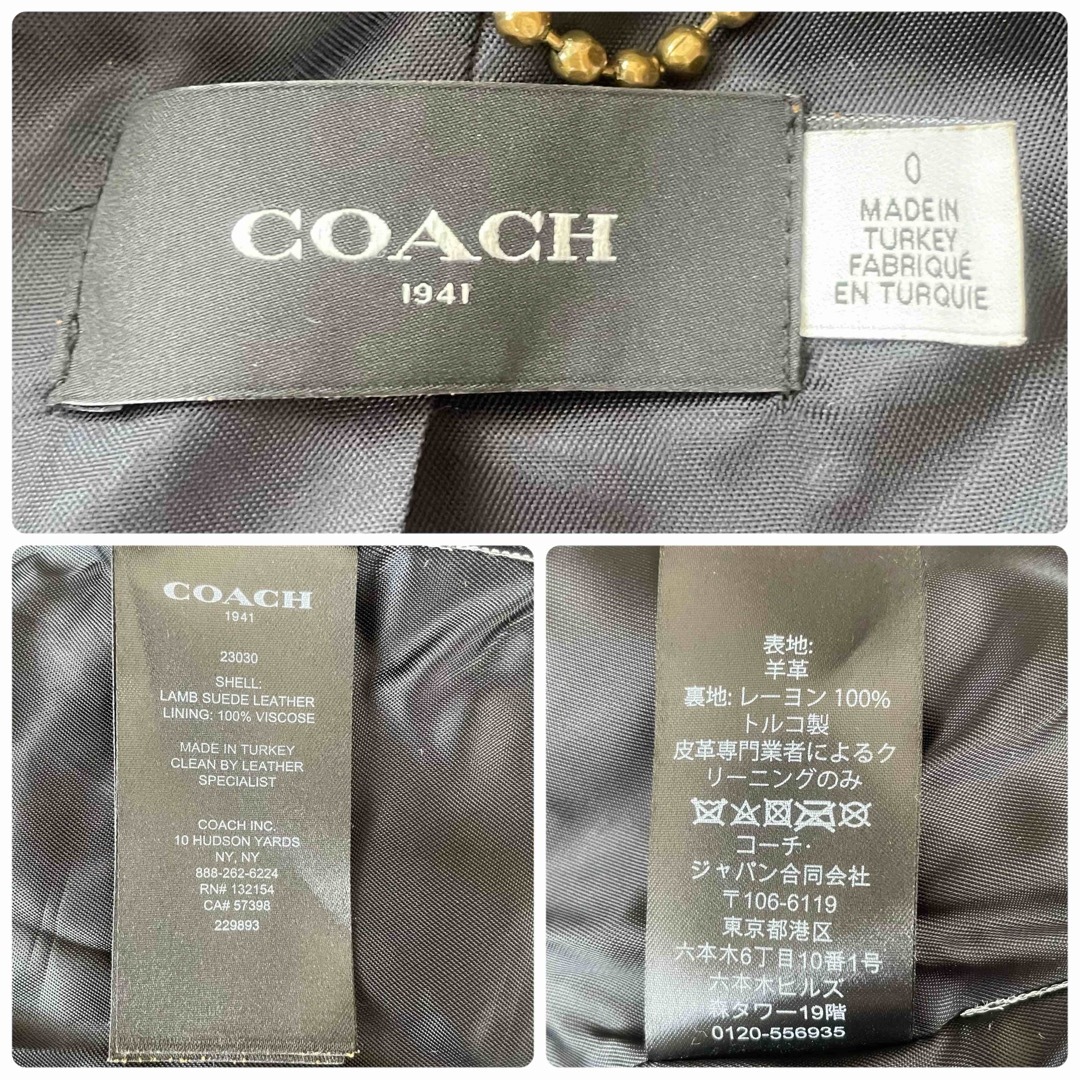 COACH
1941
0
MADE IN
TURKEY
FABRIQUÉ
EN TURQUIE
COACH
1941
23030
SHELL:
LAMB SUEDE LEATHER
LINING: 100% VISCOSE
MADE IN TURKEY
CLEAN BY LEATHER
SPECIALIST
COACH INC.
10 HUDSON YARDS
NY, NY
888-262-6224
RN# 132154
CA# 57398
229893
表地:
羊革
裏地: レーヨン 100%
トルコ製
皮革専門業者によるク
リーニングのみ
コーチ・
ジャパン合同会社
〒106-6119
東京都港区
六本木6丁目10番1号
六本木ヒルズ
森タワー19階
0120-556935